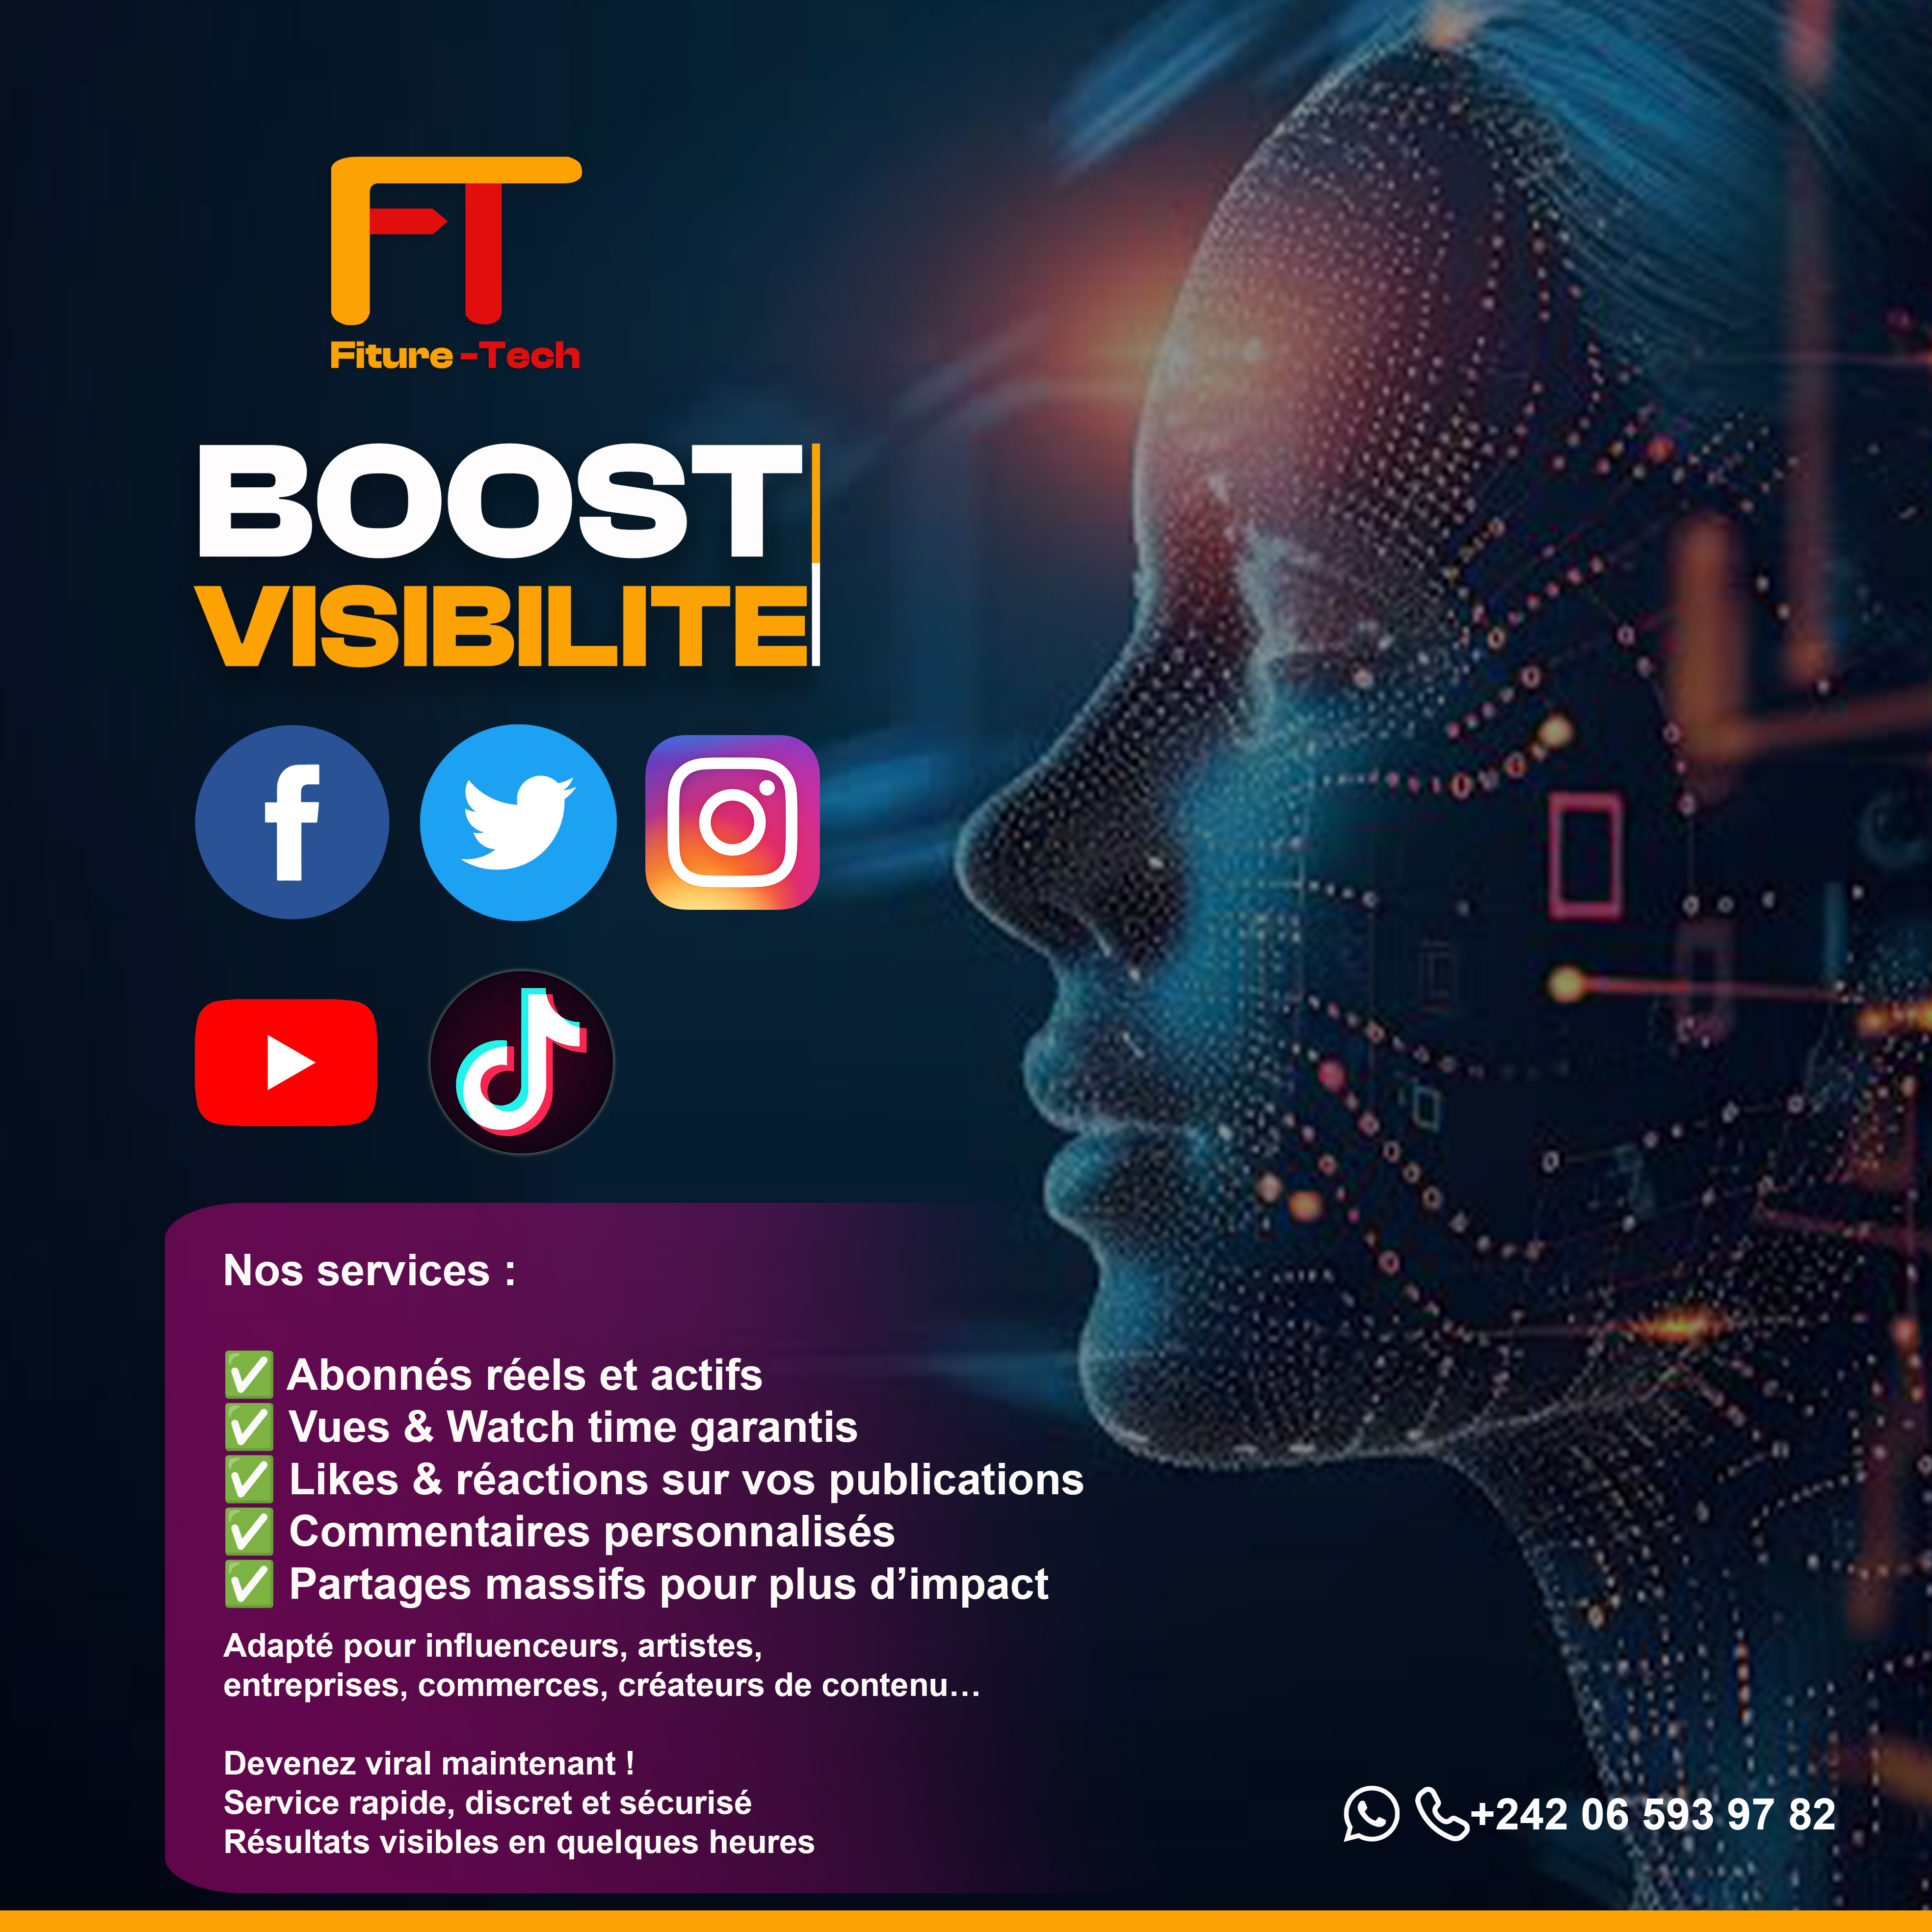 FT
Fiture-Tech
BOOST
VISIBILITE
Nos services :
✅ Abonnés réels et actifs
✅ Vues & Watch time garantis
✅ Likes & réactions sur vos publications
✅ Commentaires personnalisés
✅ Partages massifs pour plus d’impact
Adapté pour influenceurs, artistes,
entreprises, commerces, créateurs de contenu…
Devenez viral maintenant !
Service rapide, discret et sécurisé
Résultats visibles en quelques heures
+242 06 593 97 82